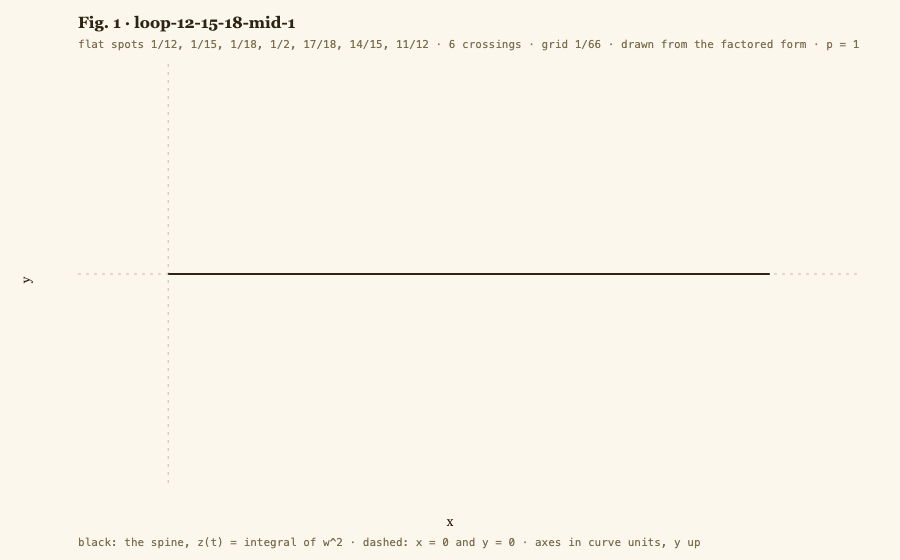 Fig. 1 · loop-12-15-18-mid-1
flat spots 1/12, 1/15, 1/18, 1/2, 17/18, 14/15, 11/12 · 6 crossings · grid 1/66 · drawn from the factored form · p = 1
y
x
black: the spine, z(t) = integral of w^2 · dashed: x = 0 and y = 0 · axes in curve units, y up